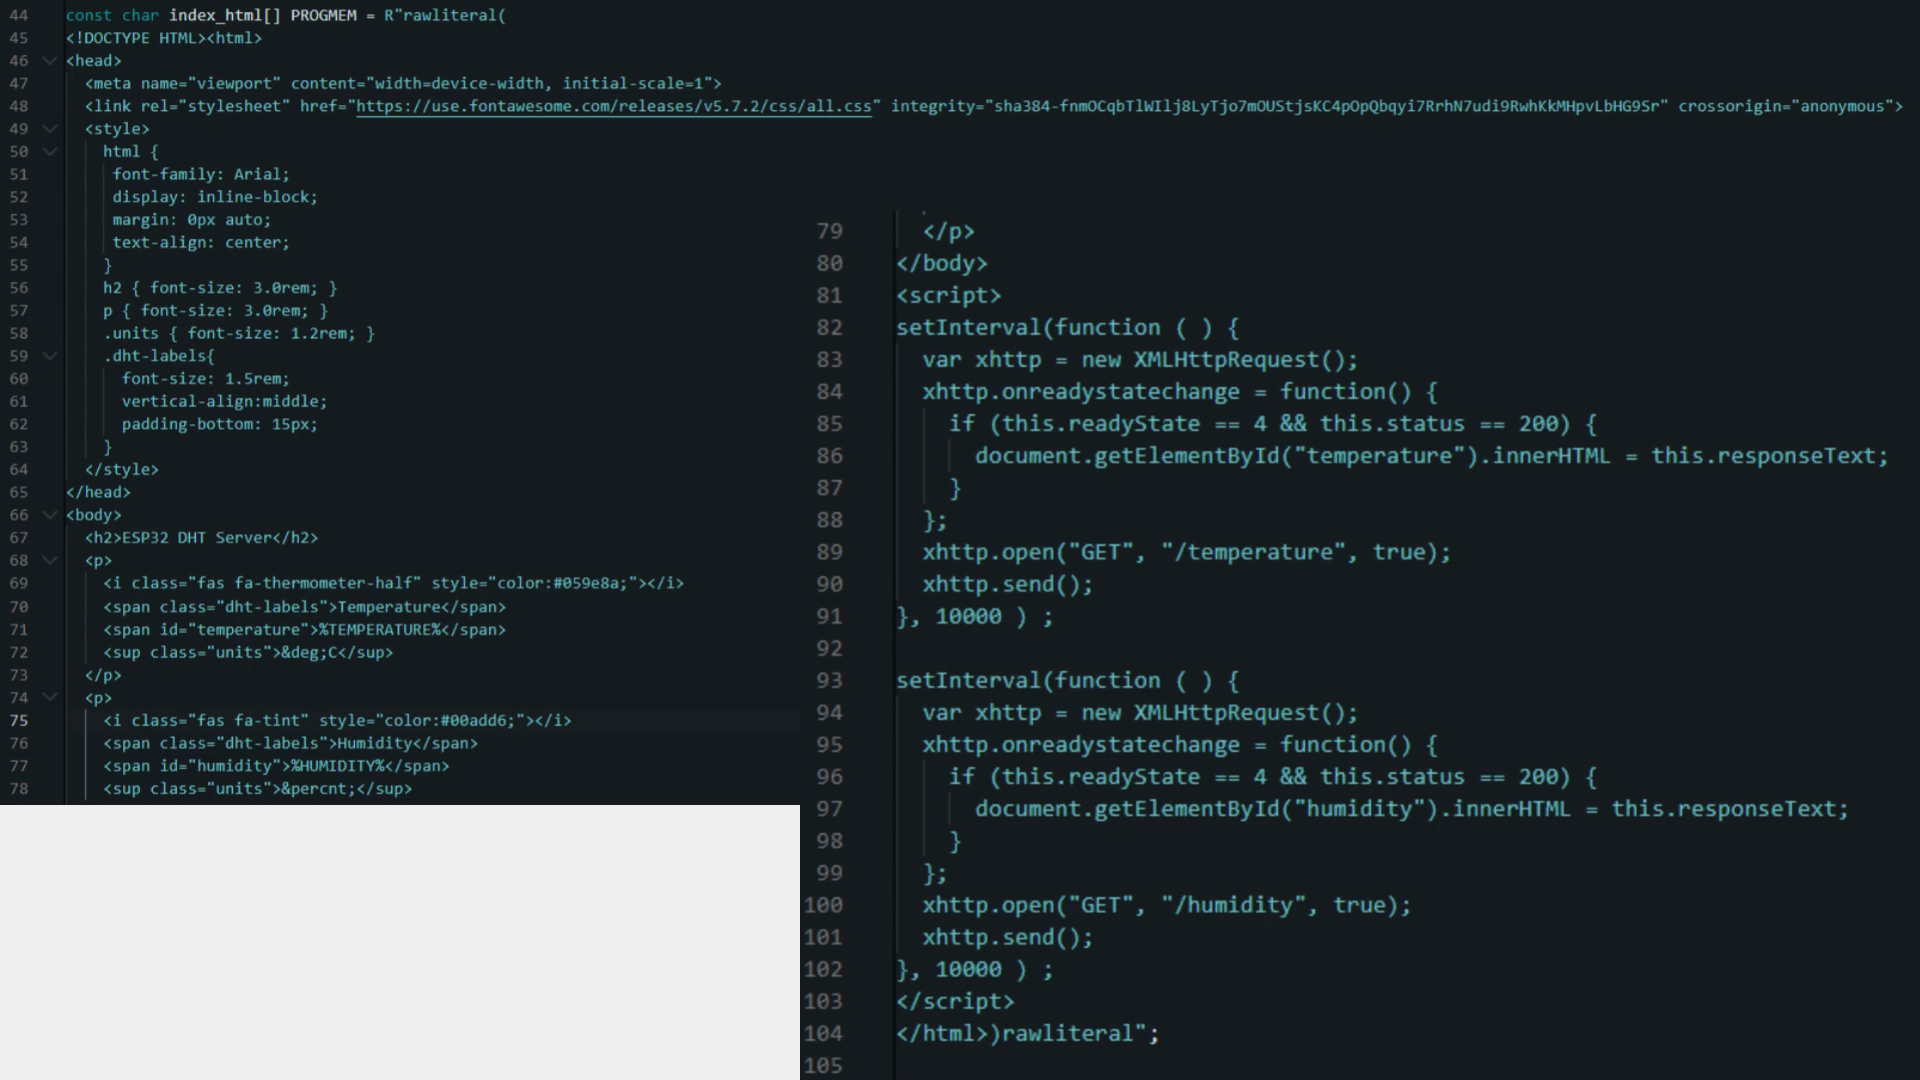 44 const char index_html[] PROGMEM = R"rawliteral(
45 <!DOCTYPE HTML><html>
46 <head>
47 <meta name="viewport" content="width=device-width, initial-scale=1">
48 <link rel="stylesheet" href="https://use.fontawesome.com/releases/v5.7.2/css/all.css" integrity="sha384-fnmOCqbTlWIlj8LyTjo7mOUStjsKC4pOpQbqyi7RrhN7udi9RwhKkMHpvLbHG9Sr" crossorigin="anonymous">
49 <style>
50 html {
51 font-family: Arial;
52 display: inline-block;
53 margin: 0px auto;
54 text-align: center;
55 }
56 h2 { font-size: 3.0rem; }
57 p { font-size: 3.0rem; }
58 .units { font-size: 1.2rem; }
59 .dht-labels{
60 font-size: 1.5rem;
61 vertical-align:middle;
62 padding-bottom: 15px;
63 }
64 </style>
65 </head>
66 <body>
67 <h2>ESP32 DHT Server</h2>
68 <p>
69 <i class="fas fa-thermometer-half" style="color:#059e8a;"></i>
70 <span class="dht-labels">Temperature</span>
71 <span id="temperature">%TEMPERATURE%</span>
72 <sup class="units">&deg;C</sup>
73 </p>
74 <p>
75 <i class="fas fa-tint" style="color:#00add6;"></i>
76 <span class="dht-labels">Humidity</span>
77 <span id="humidity">%HUMIDITY%</span>
78 <sup class="units">&percnt;</sup>
79 </p>
80 </body>
81 <script>
82 setInterval(function ( ) {
83 var xhttp = new XMLHttpRequest();
84 xhttp.onreadystatechange = function() {
85 if (this.readyState == 4 && this.status == 200) {
86 document.getElementById("temperature").innerHTML = this.responseText;
87 }
88 };
89 xhttp.open("GET", "/temperature", true);
90 xhttp.send();
91 }, 10000 ) ;
92
93 setInterval(function ( ) {
94 var xhttp = new XMLHttpRequest();
95 xhttp.onreadystatechange = function() {
96 if (this.readyState == 4 && this.status == 200) {
97 document.getElementById("humidity").innerHTML = this.responseText;
98 }
99 };
100 xhttp.open("GET", "/humidity", true);
101 xhttp.send();
102 }, 10000 ) ;
103 </script>
104 </html>)rawliteral";
105